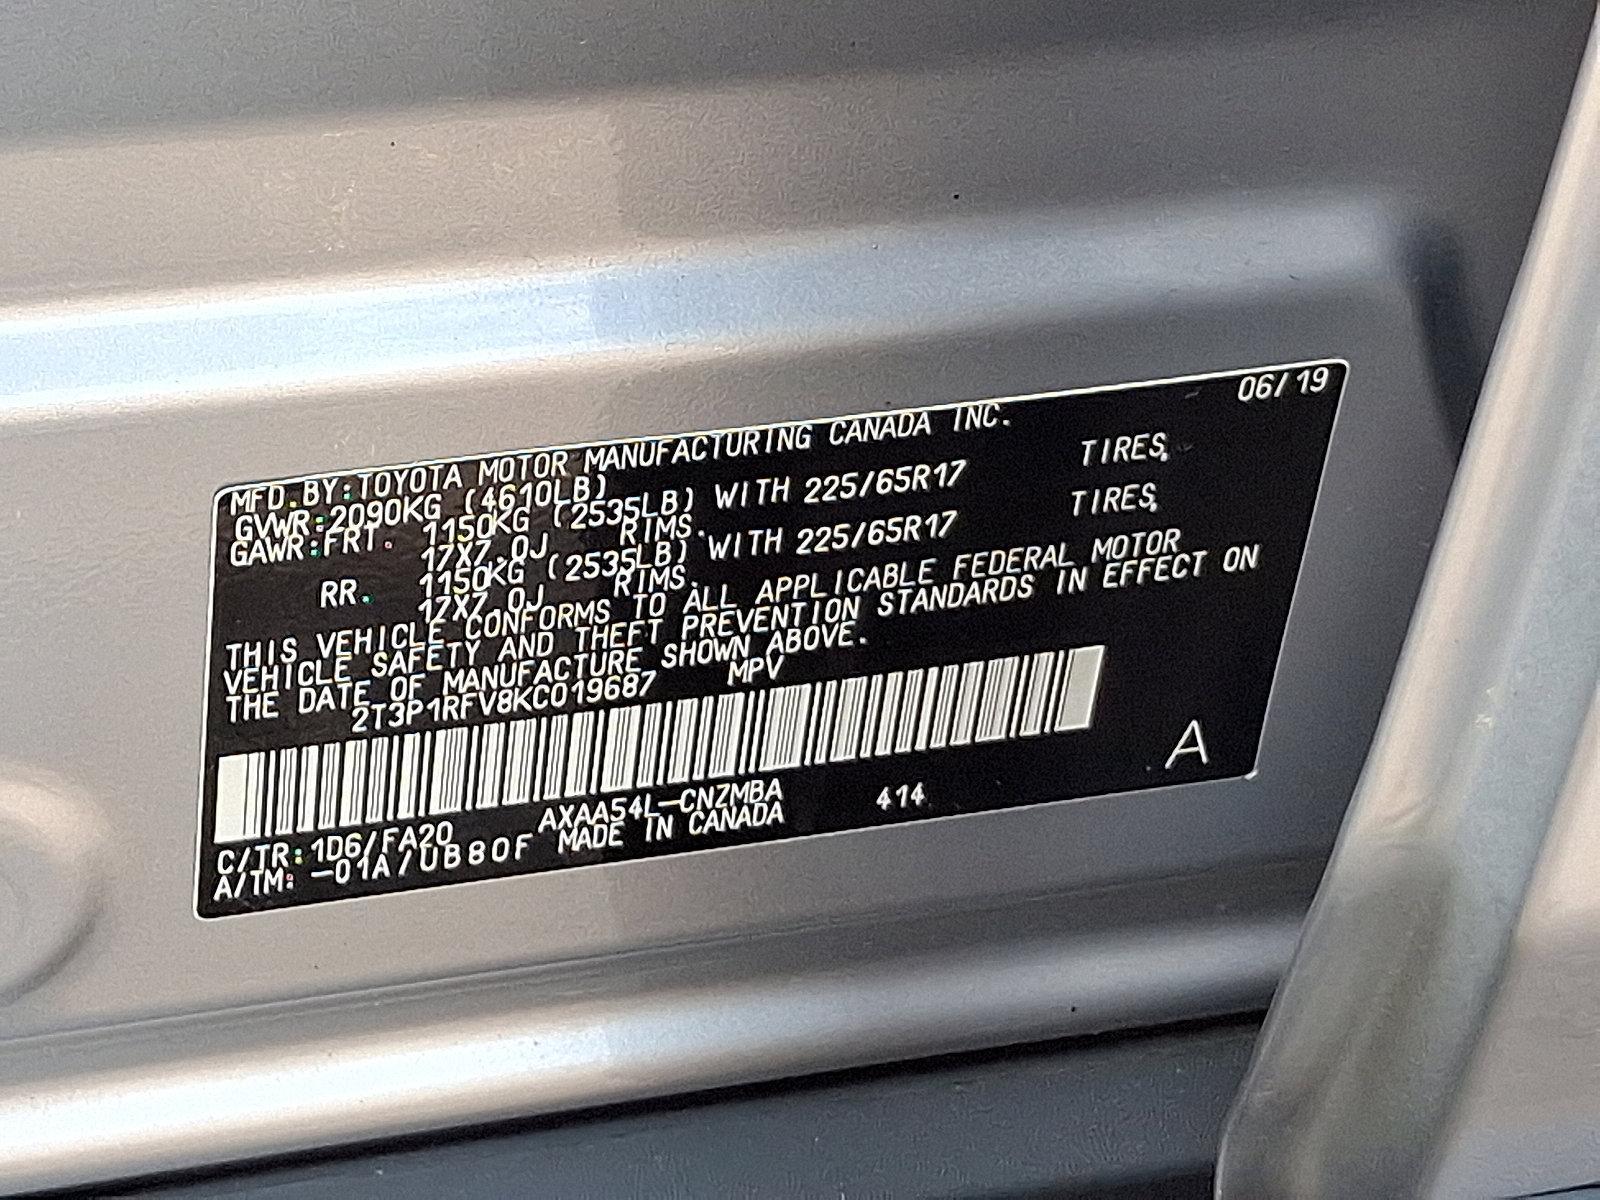 06/19
MFD.BY:TOYOTA MOTOR MANUFACTURING CANADA INC.
GVWR:2090KG (4610LB)
GAWR:FRT. 1150KG (2535LB) WITH 225/65R17 TIRES,
17X7.0J RIMS.
RR. 1150KG (2535LB) WITH 225/65R17 TIRES,
17X7.0J RIMS.
THIS VEHICLE CONFORMS TO ALL APPLICABLE FEDERAL MOTOR
VEHICLE SAFETY AND THEFT PREVENTION STANDARDS IN EFFECT ON
THE DATE OF MANUFACTURE SHOWN ABOVE.
2T3P1RFV8KC019687 MPV
A
C/TR:1D6/FA20 AXAA54L-CNZMBA 414
A/TM: -01A/UB80F MADE IN CANADA